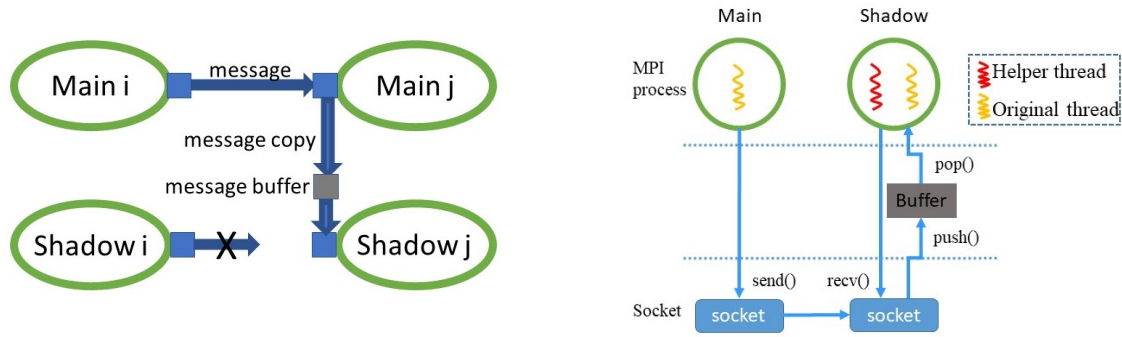 Main i
message
Main j
message copy
message buffer
Shadow i
X
Shadow j
Main
Shadow
MPI
process
Helper thread
Original thread
pop()
Buffer
push()
send()
recv()
Socket
socket
socket